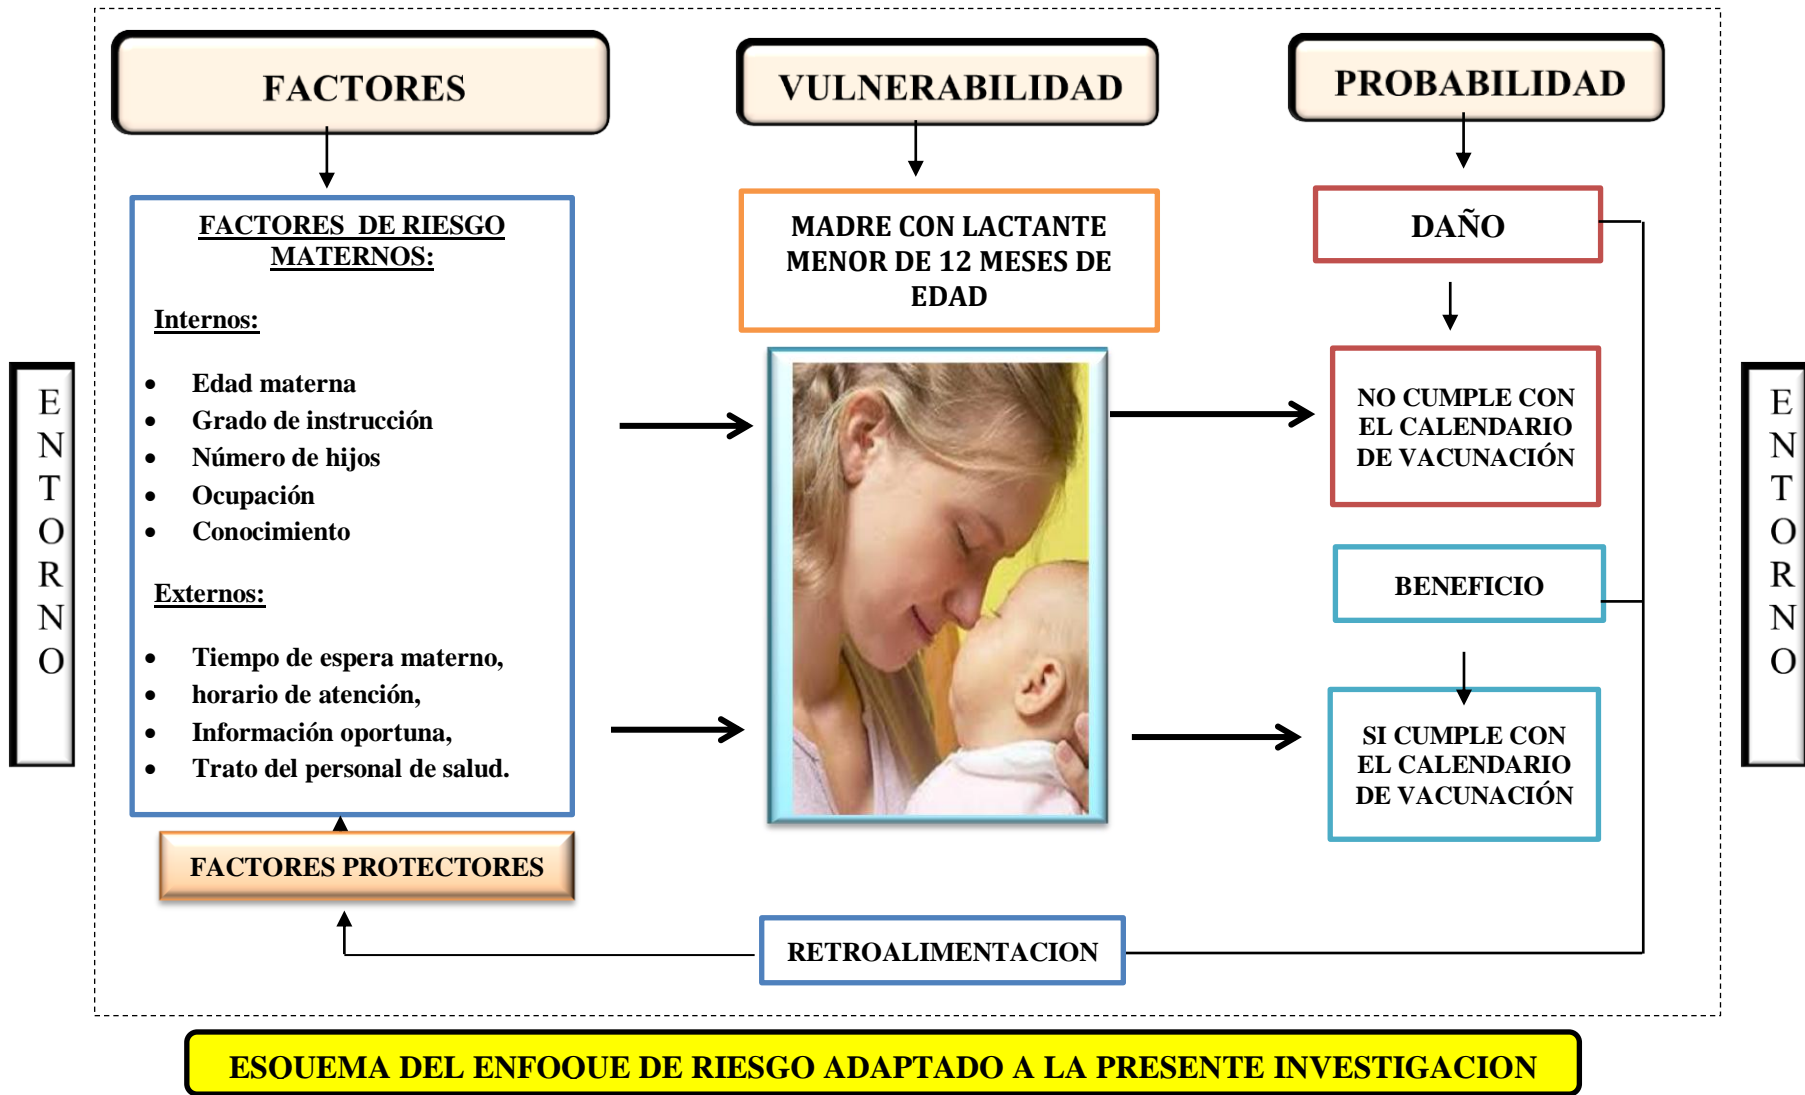 FACTORES
VULNERABILIDAD
PROBABILIDAD
FACTORES DE RIESGO
MATERNOS:
Internos:
• Edad materna
• Grado de instrucción
• Número de hijos
• Ocupación
• Conocimiento
Externos:
• Tiempo de espera materno,
• horario de atención,
• Información oportuna,
• Trato del personal de salud.
FACTORES PROTECTORES
MADRE CON LACTANTE
MENOR DE 12 MESES DE
EDAD
DAÑO
NO CUMPLE CON
EL CALENDARIO
DE VACUNACIÓN
BENEFICIO
SI CUMPLE CON
EL CALENDARIO
DE VACUNACIÓN
RETROALIMENTACION
E
N
T
O
R
N
O
E
N
T
O
R
N
O
ESQUEMA DEL ENFOQUE DE RIESGO ADAPTADO A LA PRESENTE INVESTIGACION